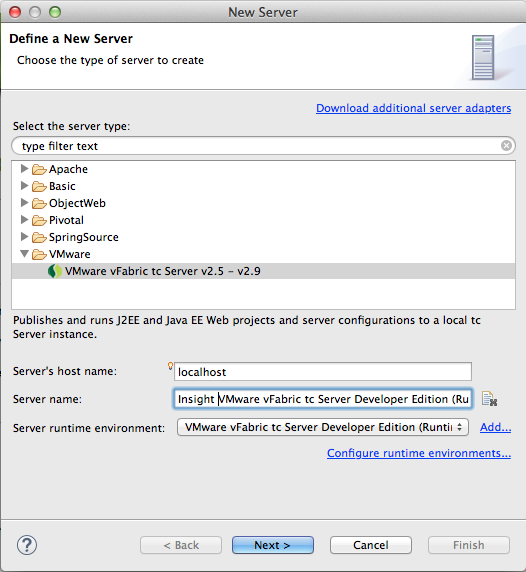 New Server
Define a New Server
Choose the type of server to create
Download additional server adapters
Select the server type:
type filter text
Apache
Basic
ObjectWeb
Pivotal
SpringSource
VMware
VMware vFabric tc Server v2.5 – v2.9
Publishes and runs J2EE and Java EE Web projects and server configurations to a local tc
Server instance.
Server's host name: localhost
Server name: Insight VMware vFabric tc Server Developer Edition (Ru
Server runtime environment: VMware vFabric tc Server Developer Edition (Runti Add...
Configure runtime environments...
? < Back Next > Cancel Finish